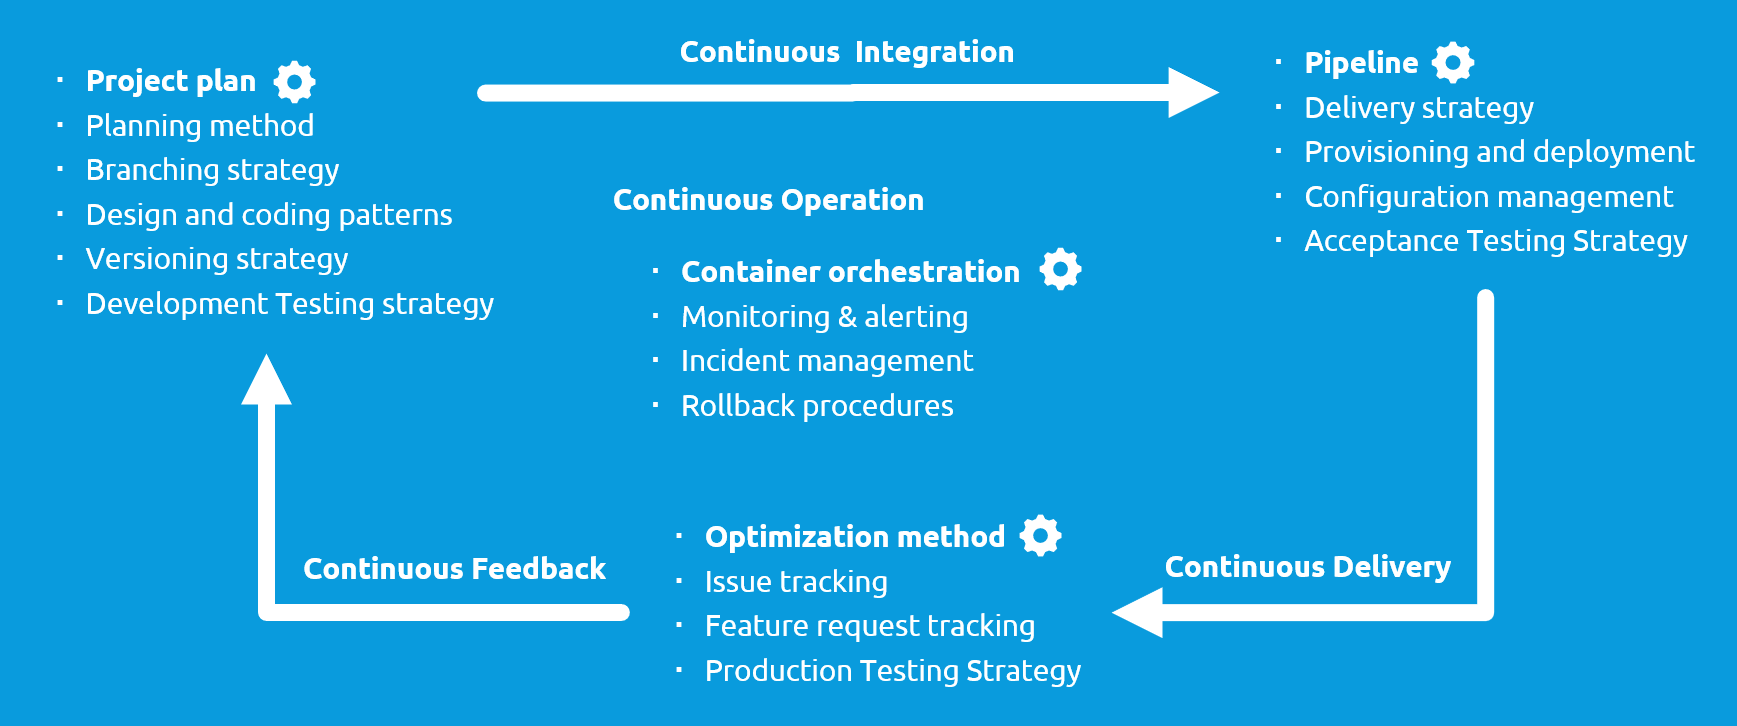 Continuous  Integration
· Project plan
· Planning method
· Branching strategy
· Design and coding patterns
· Versioning strategy
· Development Testing strategy
· Pipeline
· Delivery strategy
· Provisioning and deployment
· Configuration management
· Acceptance Testing Strategy
Continuous Operation
· Container orchestration
· Monitoring & alerting
· Incident management
· Rollback procedures
Continuous Feedback
· Optimization method
· Issue tracking
· Feature request tracking
· Production Testing Strategy
Continuous Delivery